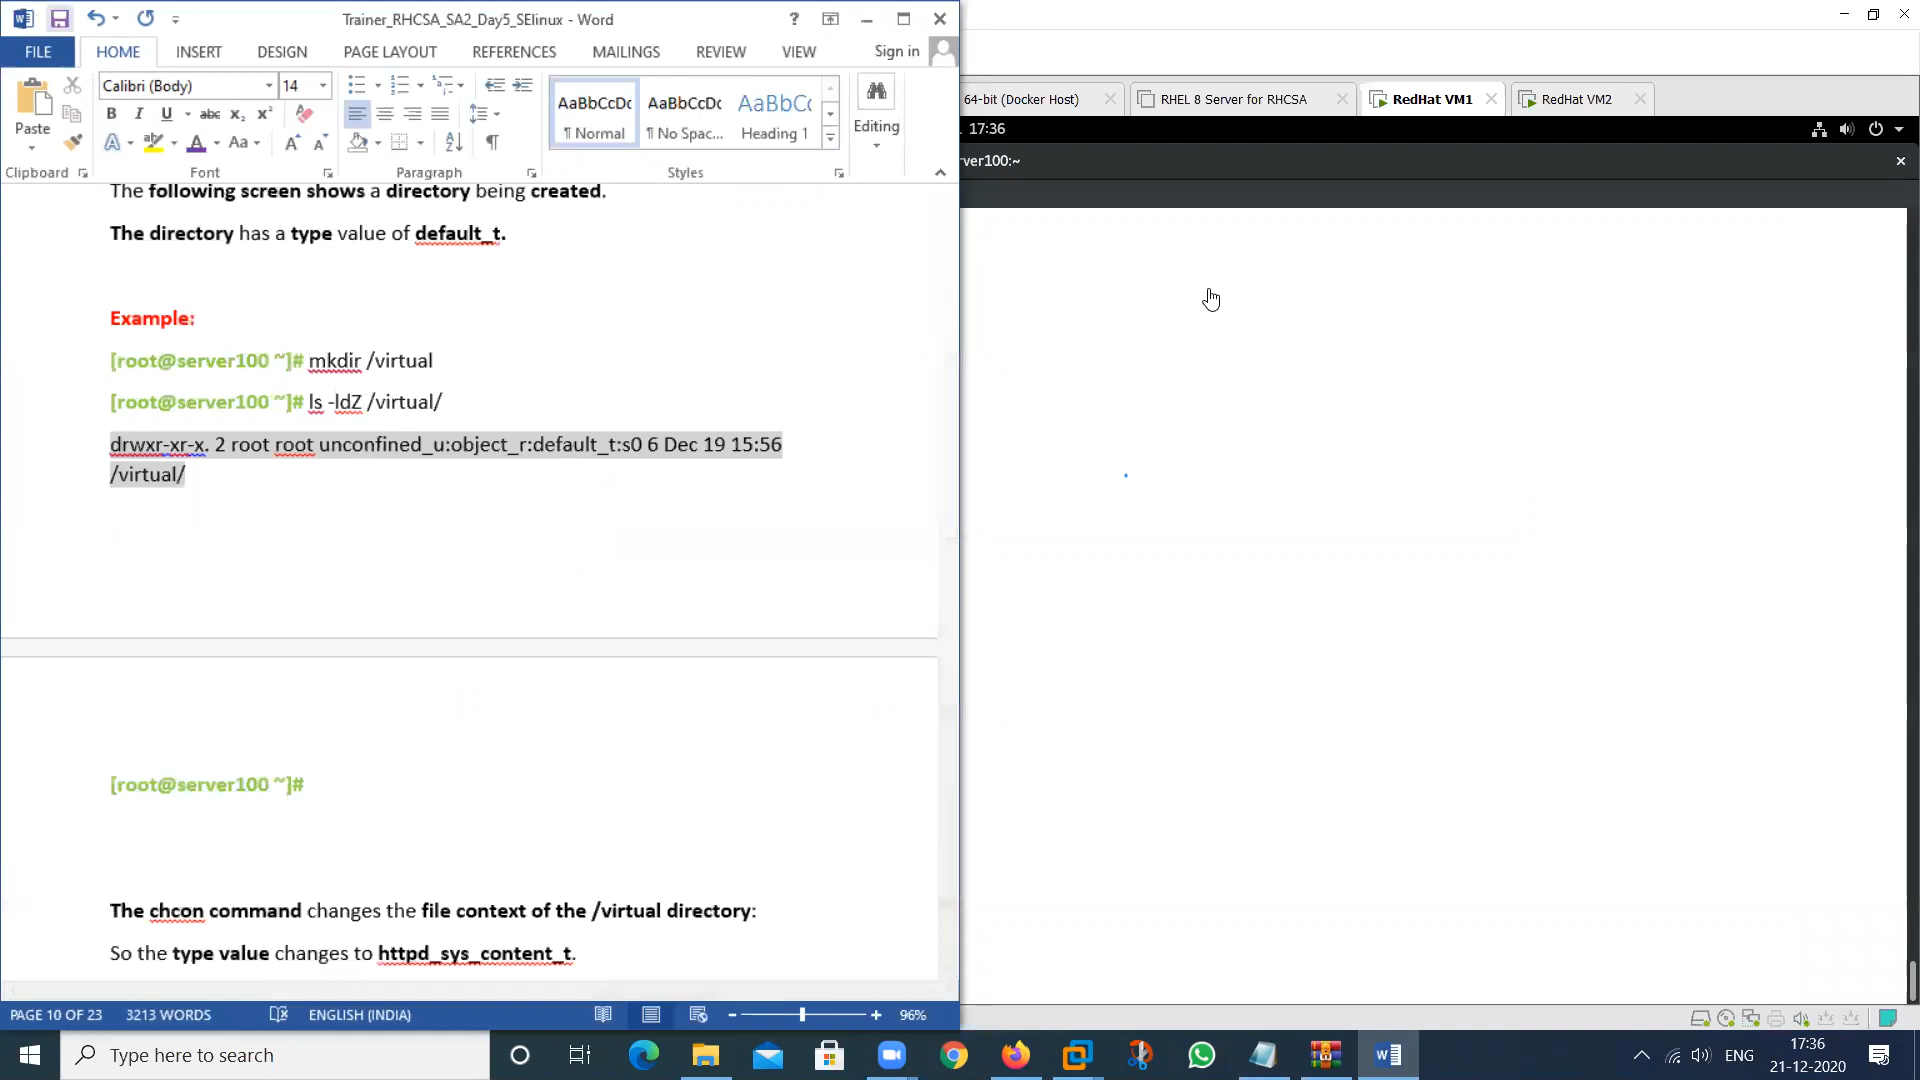 Trainer_RHCSA_SA2_Day5_SElinux - Word
FILE HOME INSERT DESIGN PAGE LAYOUT REFERENCES MAILINGS REVIEW VIEW Sign in
Calibri (Body) 14
Paste
B I U abc x₂ x²
A ab A Aa A A
AaBbCcDc AaBbCcDc AaBbCc
¶ Normal ¶ No Spac... Heading 1
Editing
Clipboard Font Paragraph Styles
The following screen shows a directory being created.
The directory has a type value of default_t.
Example:
[root@server100 ~]# mkdir /virtual
[root@server100 ~]# ls -ldZ /virtual/
drwxr-xr-x. 2 root root unconfined_u:object_r:default_t:s0 6 Dec 19 15:56
/virtual/
[root@server100 ~]#
The chcon command changes the file context of the /virtual directory:
So the type value changes to httpd_sys_content_t.
PAGE 10 OF 23 3213 WORDS ENGLISH (INDIA) 96%
64-bit (Docker Host) RHEL 8 Server for RHCSA RedHat VM1 RedHat VM2
. 17:36
rver100:~
Type here to search
ENG
17:36
21-12-2020